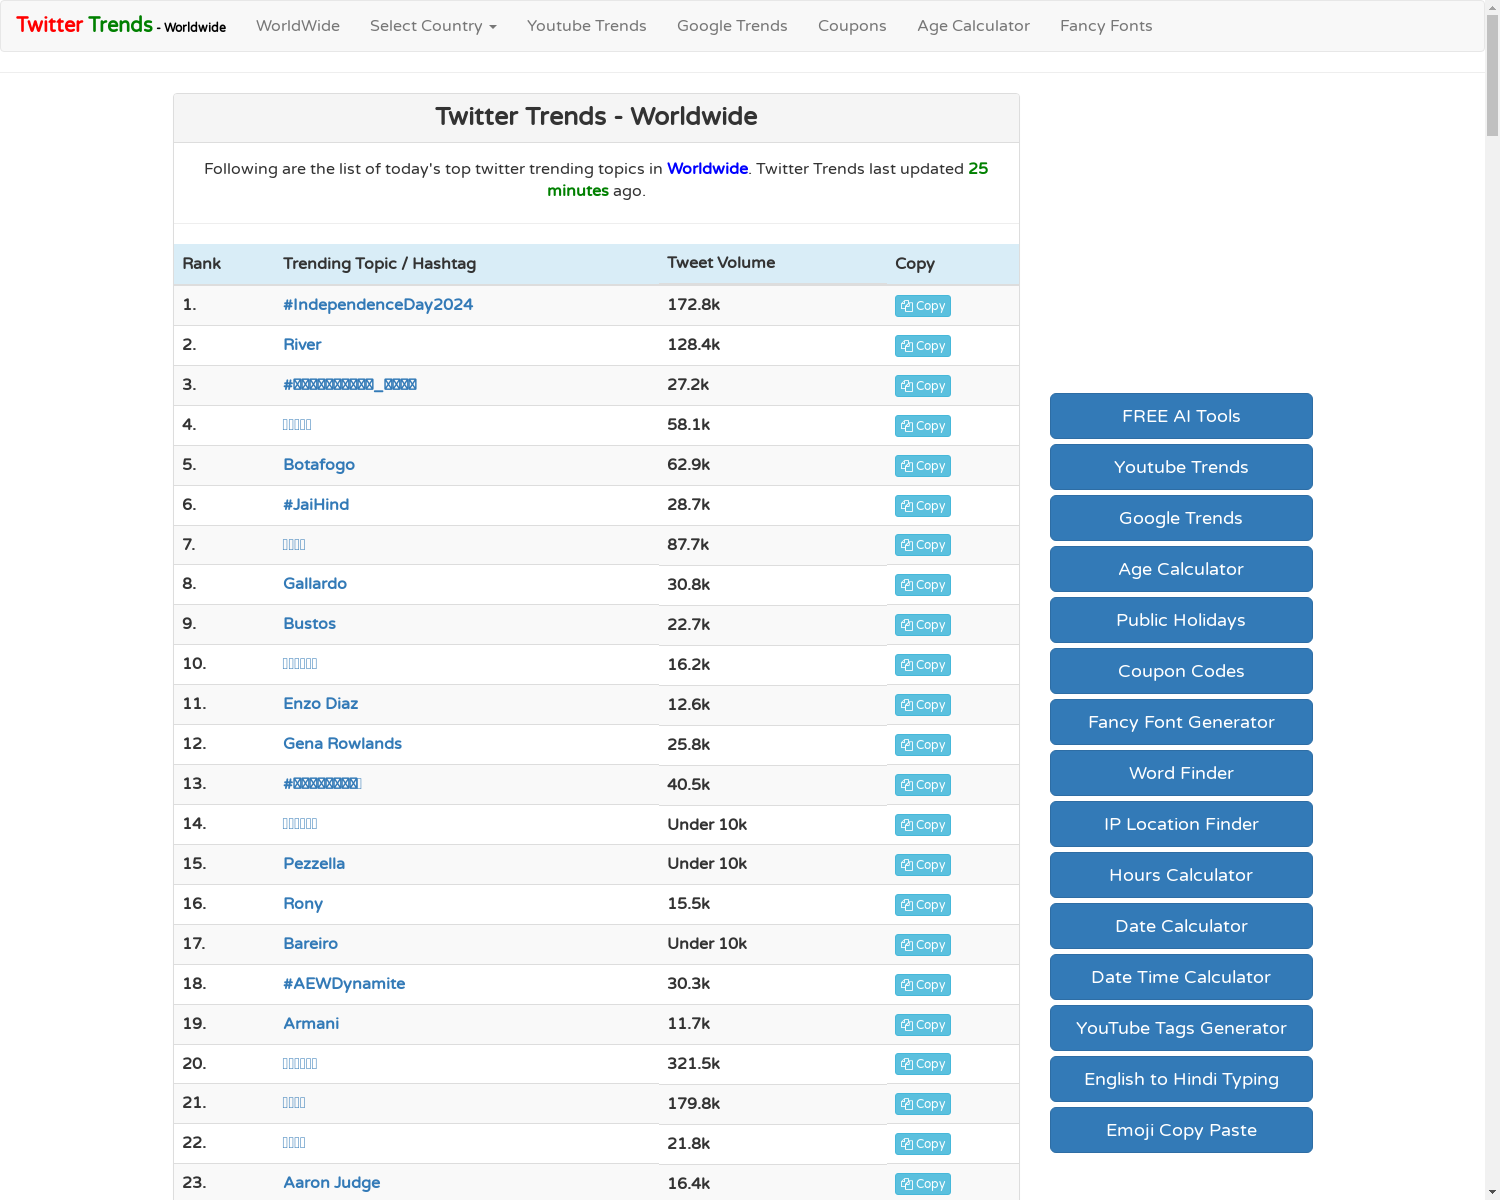 Twitter Trends - Worldwide WorldWide Select Country Youtube Trends Google Trends Coupons Age Calculator Fancy Fonts
Twitter Trends - Worldwide
Following are the list of today's top twitter trending topics in Worldwide. Twitter Trends last updated 25
minutes ago.
Rank Trending Topic / Hashtag Tweet Volume Copy
1. #IndependenceDay2024 172.8k Copy
2. River 128.4k Copy
3. 27.2k Copy
4. 58.1k Copy
5. Botafogo 62.9k Copy
6. #JaiHind 28.7k Copy
7. 87.7k Copy
8. Gallardo 30.8k Copy
9. Bustos 22.7k Copy
10. 16.2k Copy
11. Enzo Diaz 12.6k Copy
12. Gena Rowlands 25.8k Copy
13. 40.5k Copy
14. Under 10k Copy
15. Pezzella Under 10k Copy
16. Rony 15.5k Copy
17. Bareiro Under 10k Copy
18. #AEWDynamite 30.3k Copy
19. Armani 11.7k Copy
20. 321.5k Copy
21. 179.8k Copy
22. 21.8k Copy
23. Aaron Judge 16.4k Copy
FREE AI Tools
Youtube Trends
Google Trends
Age Calculator
Public Holidays
Coupon Codes
Fancy Font Generator
Word Finder
IP Location Finder
Hours Calculator
Date Calculator
Date Time Calculator
YouTube Tags Generator
English to Hindi Typing
Emoji Copy Paste